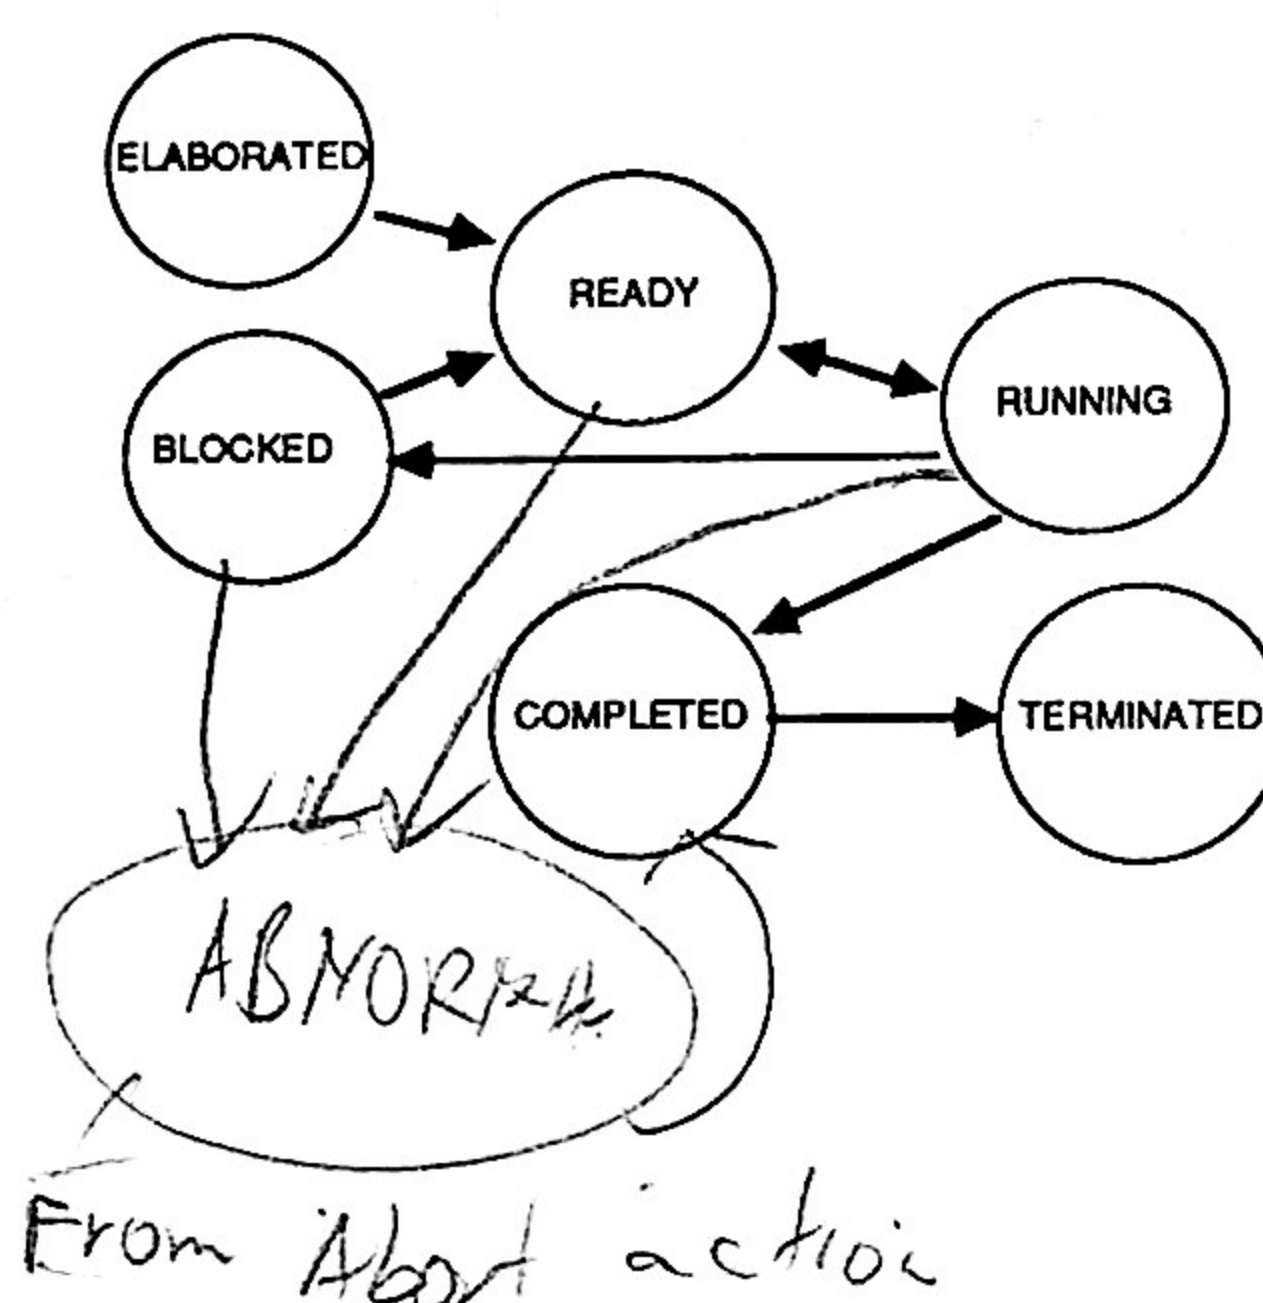 ELABORATED
READY
RUNNING
BLOCKED
COMPLETED
TERMINATED
From Abort action